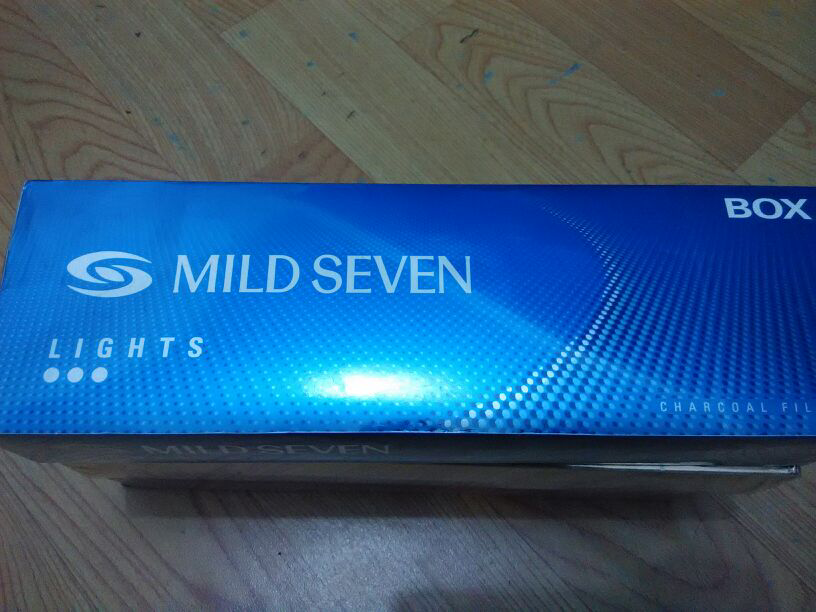 BOX
MILD SEVEN
LIGHTS
CHARCOAL FIL
MILD SEVEN